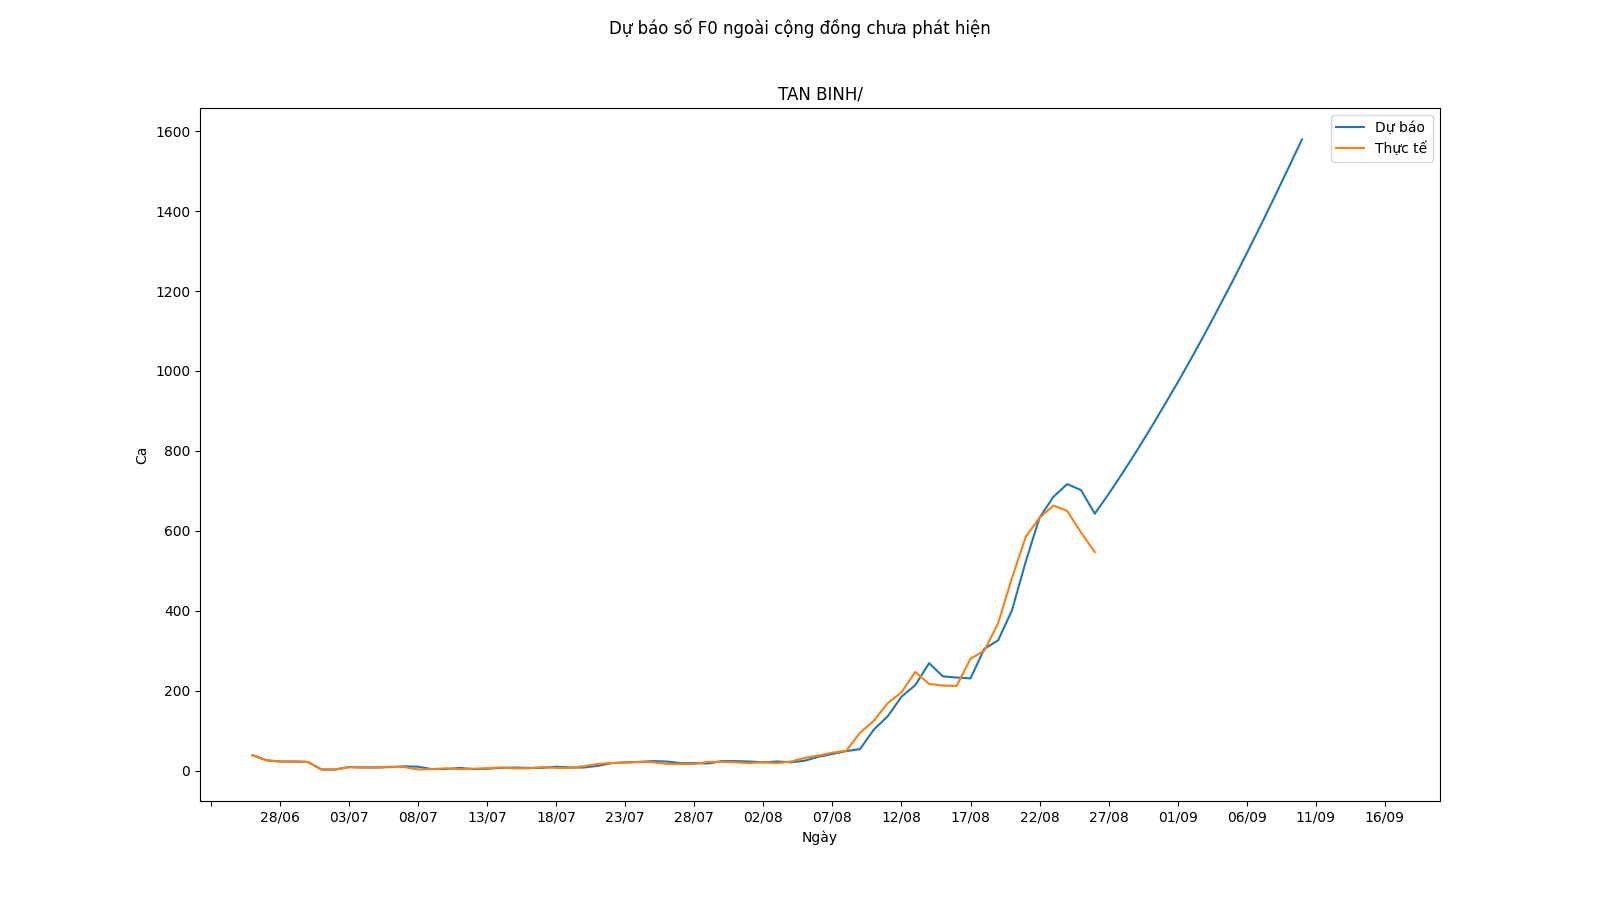 Dự báo số F0 ngoài cộng đồng chưa phát hiện
TAN BINH/
Dự báo
Thực tế
1600
1400
1200
1000
800
600
400
200
0
Ca
28/06 03/07 08/07 13/07 18/07 23/07 28/07 02/08 07/08 12/08 17/08 22/08 27/08 01/09 06/09 11/09 16/09
Ngày